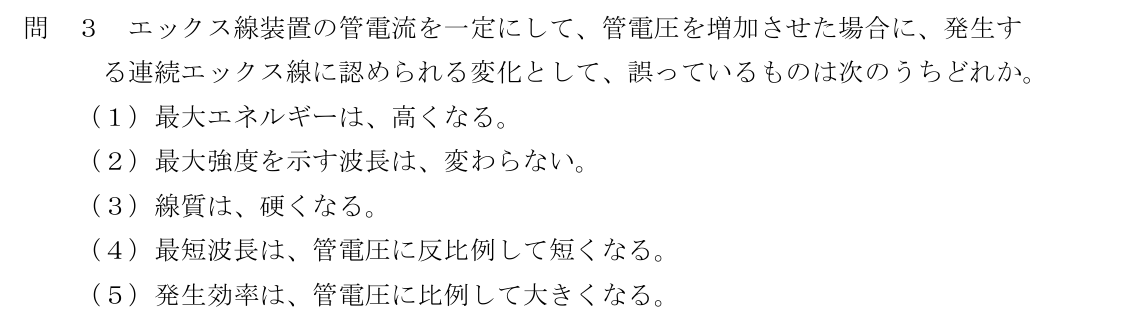 問　３　エックス線装置の管電流を一定にして、管電圧を増加させた場合に、発生す
る連続エックス線に認められる変化として、誤っているものは次のうちどれか。
（１）最大エネルギーは、高くなる。
（２）最大強度を示す波長は、変わらない。
（３）線質は、硬くなる。
（４）最短波長は、管電圧に反比例して短くなる。
（５）発生効率は、管電圧に比例して大きくなる。